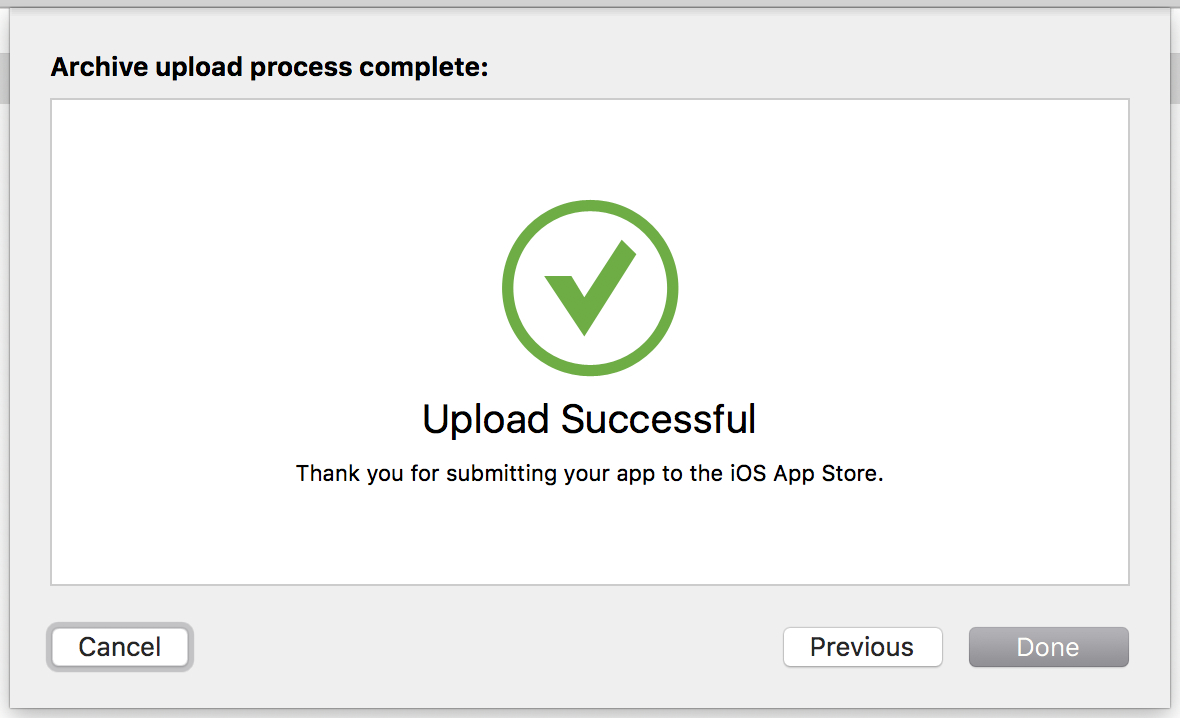 Archive upload process complete:
Upload Successful
Thank you for submitting your app to the iOS App Store.
Cancel
Previous
Done